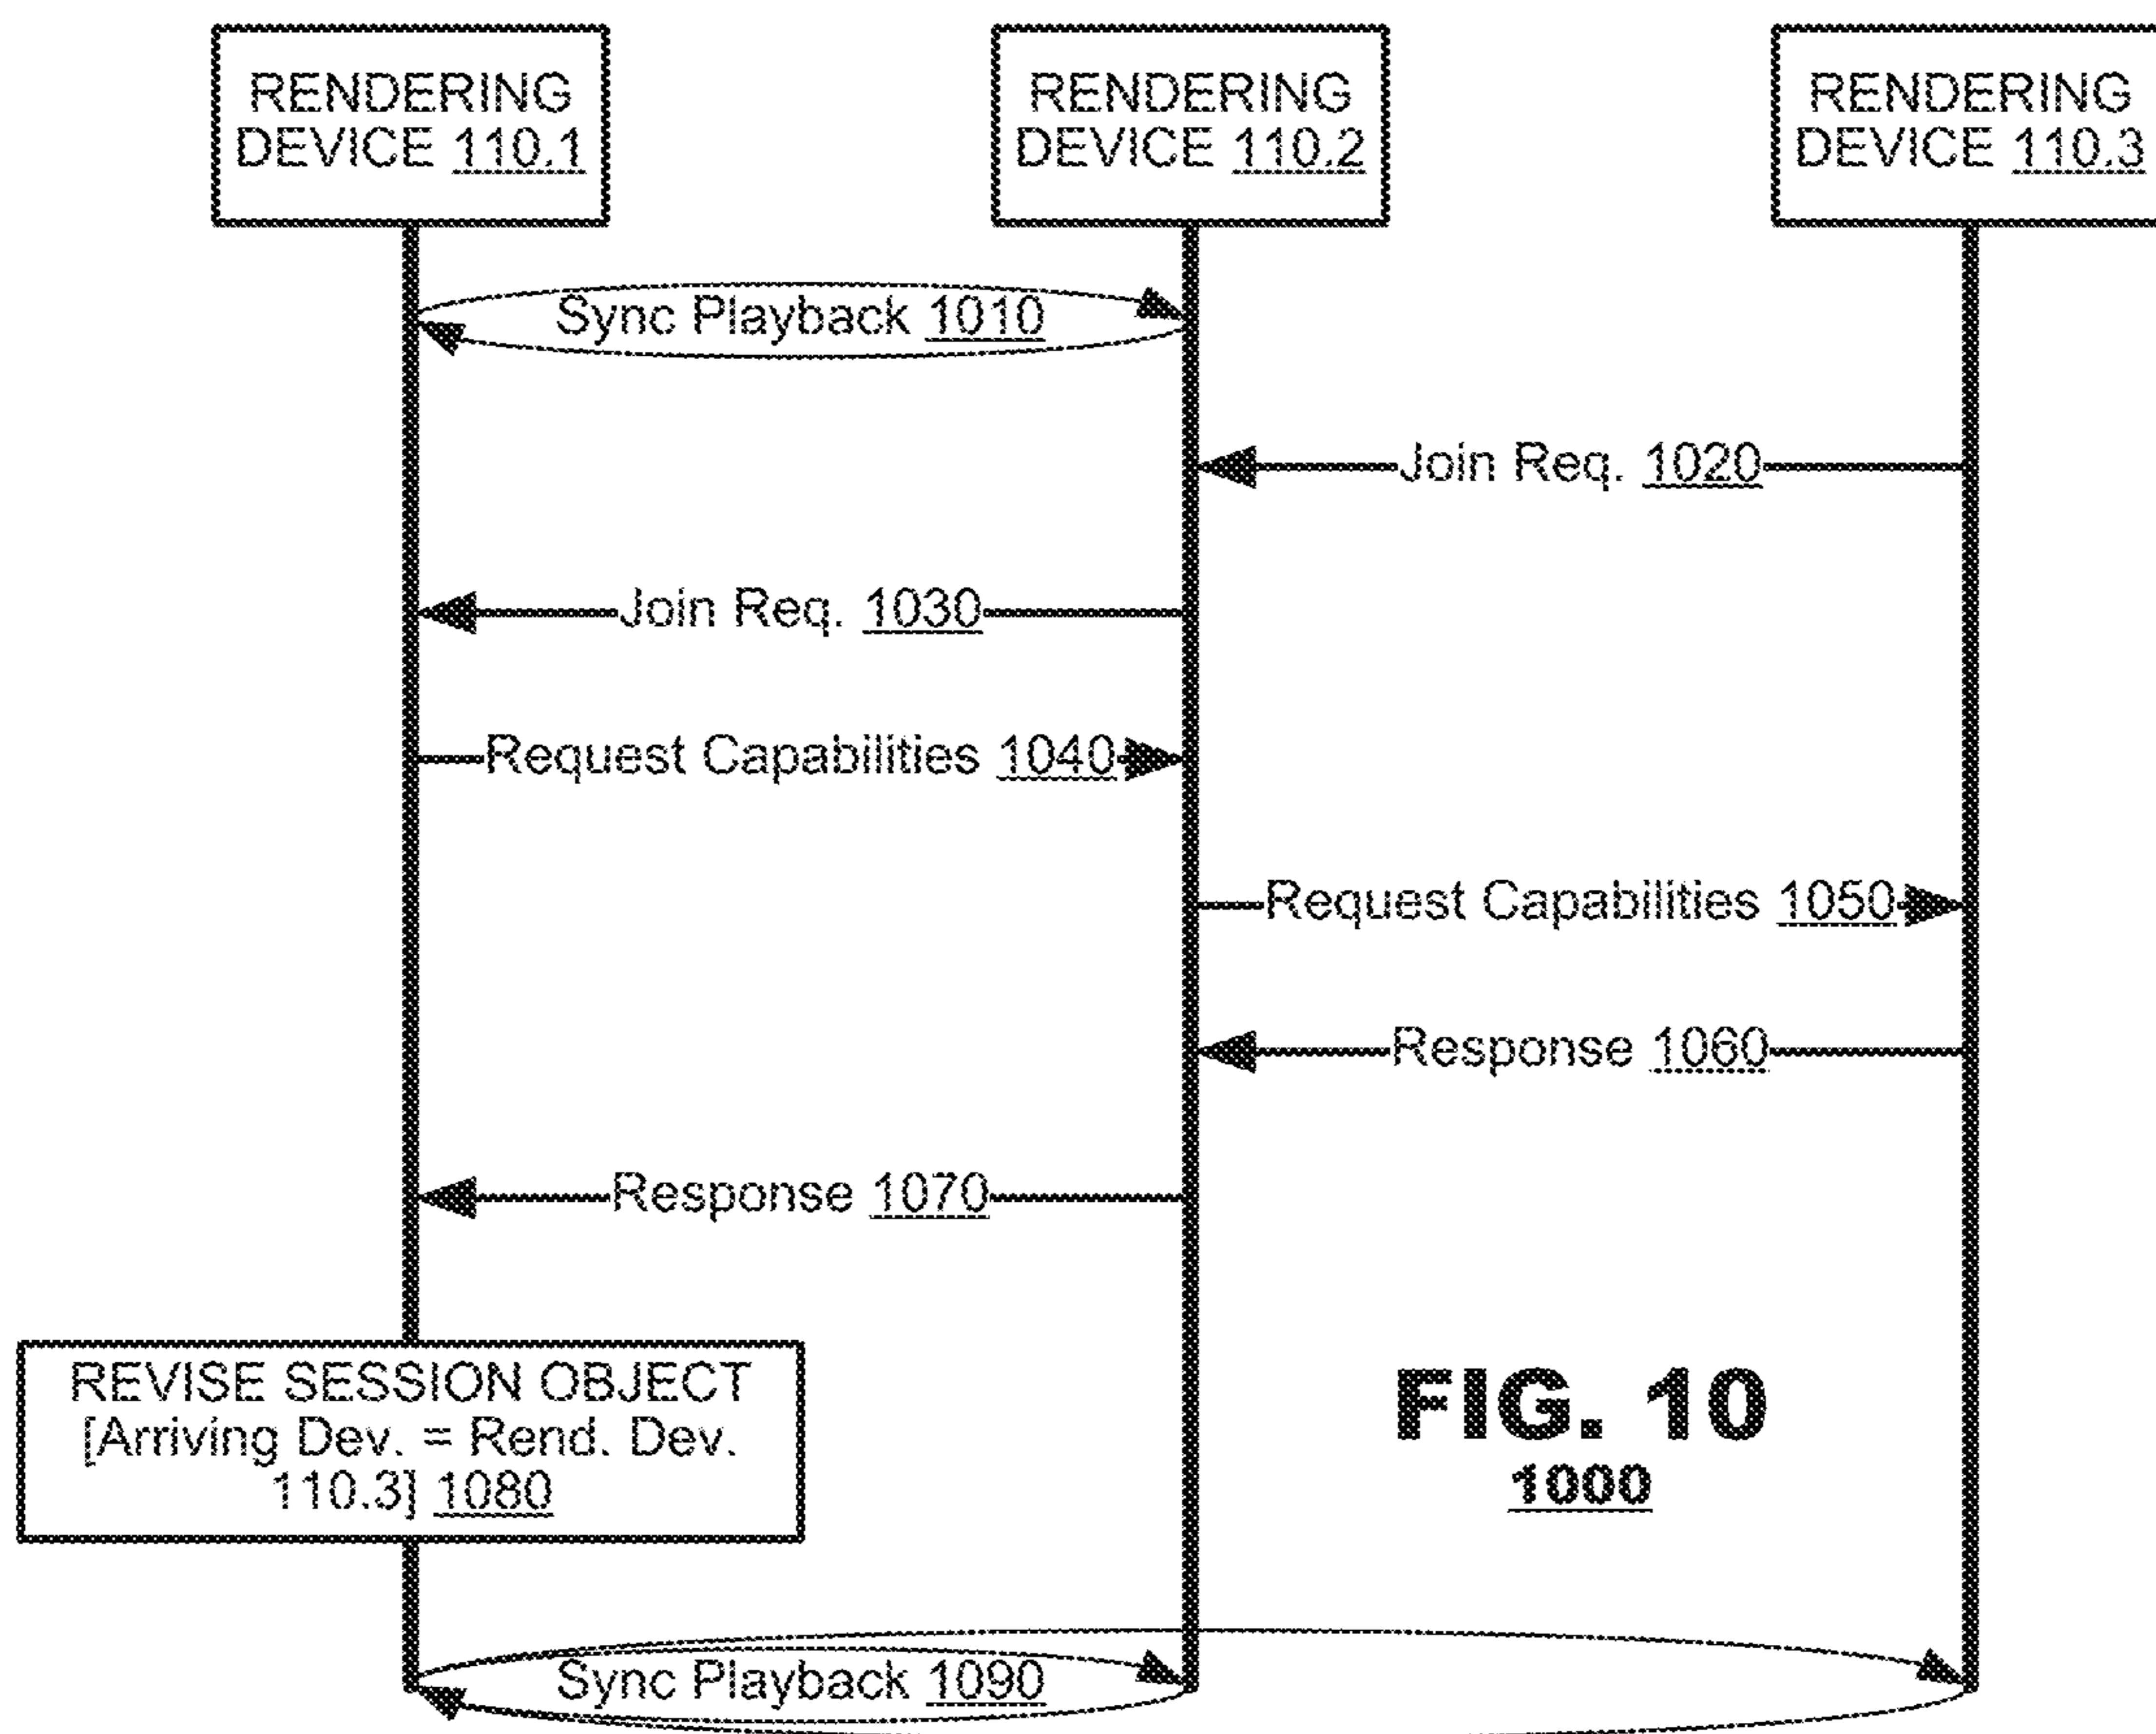 RENDERING
DEVICE 110.1
RENDERING
DEVICE 110.2
RENDERING
DEVICE 110.3
Sync Playback 1010
Join Req. 1020
Join Req. 1030
Request Capabilities 1040
Request Capabilities 1050
Response 1060
Response 1070
REVISE SESSION OBJECT
[Arriving Dev. = Rend. Dev.
110.3] 1080
FIG. 10
1000
Sync Playback 1090